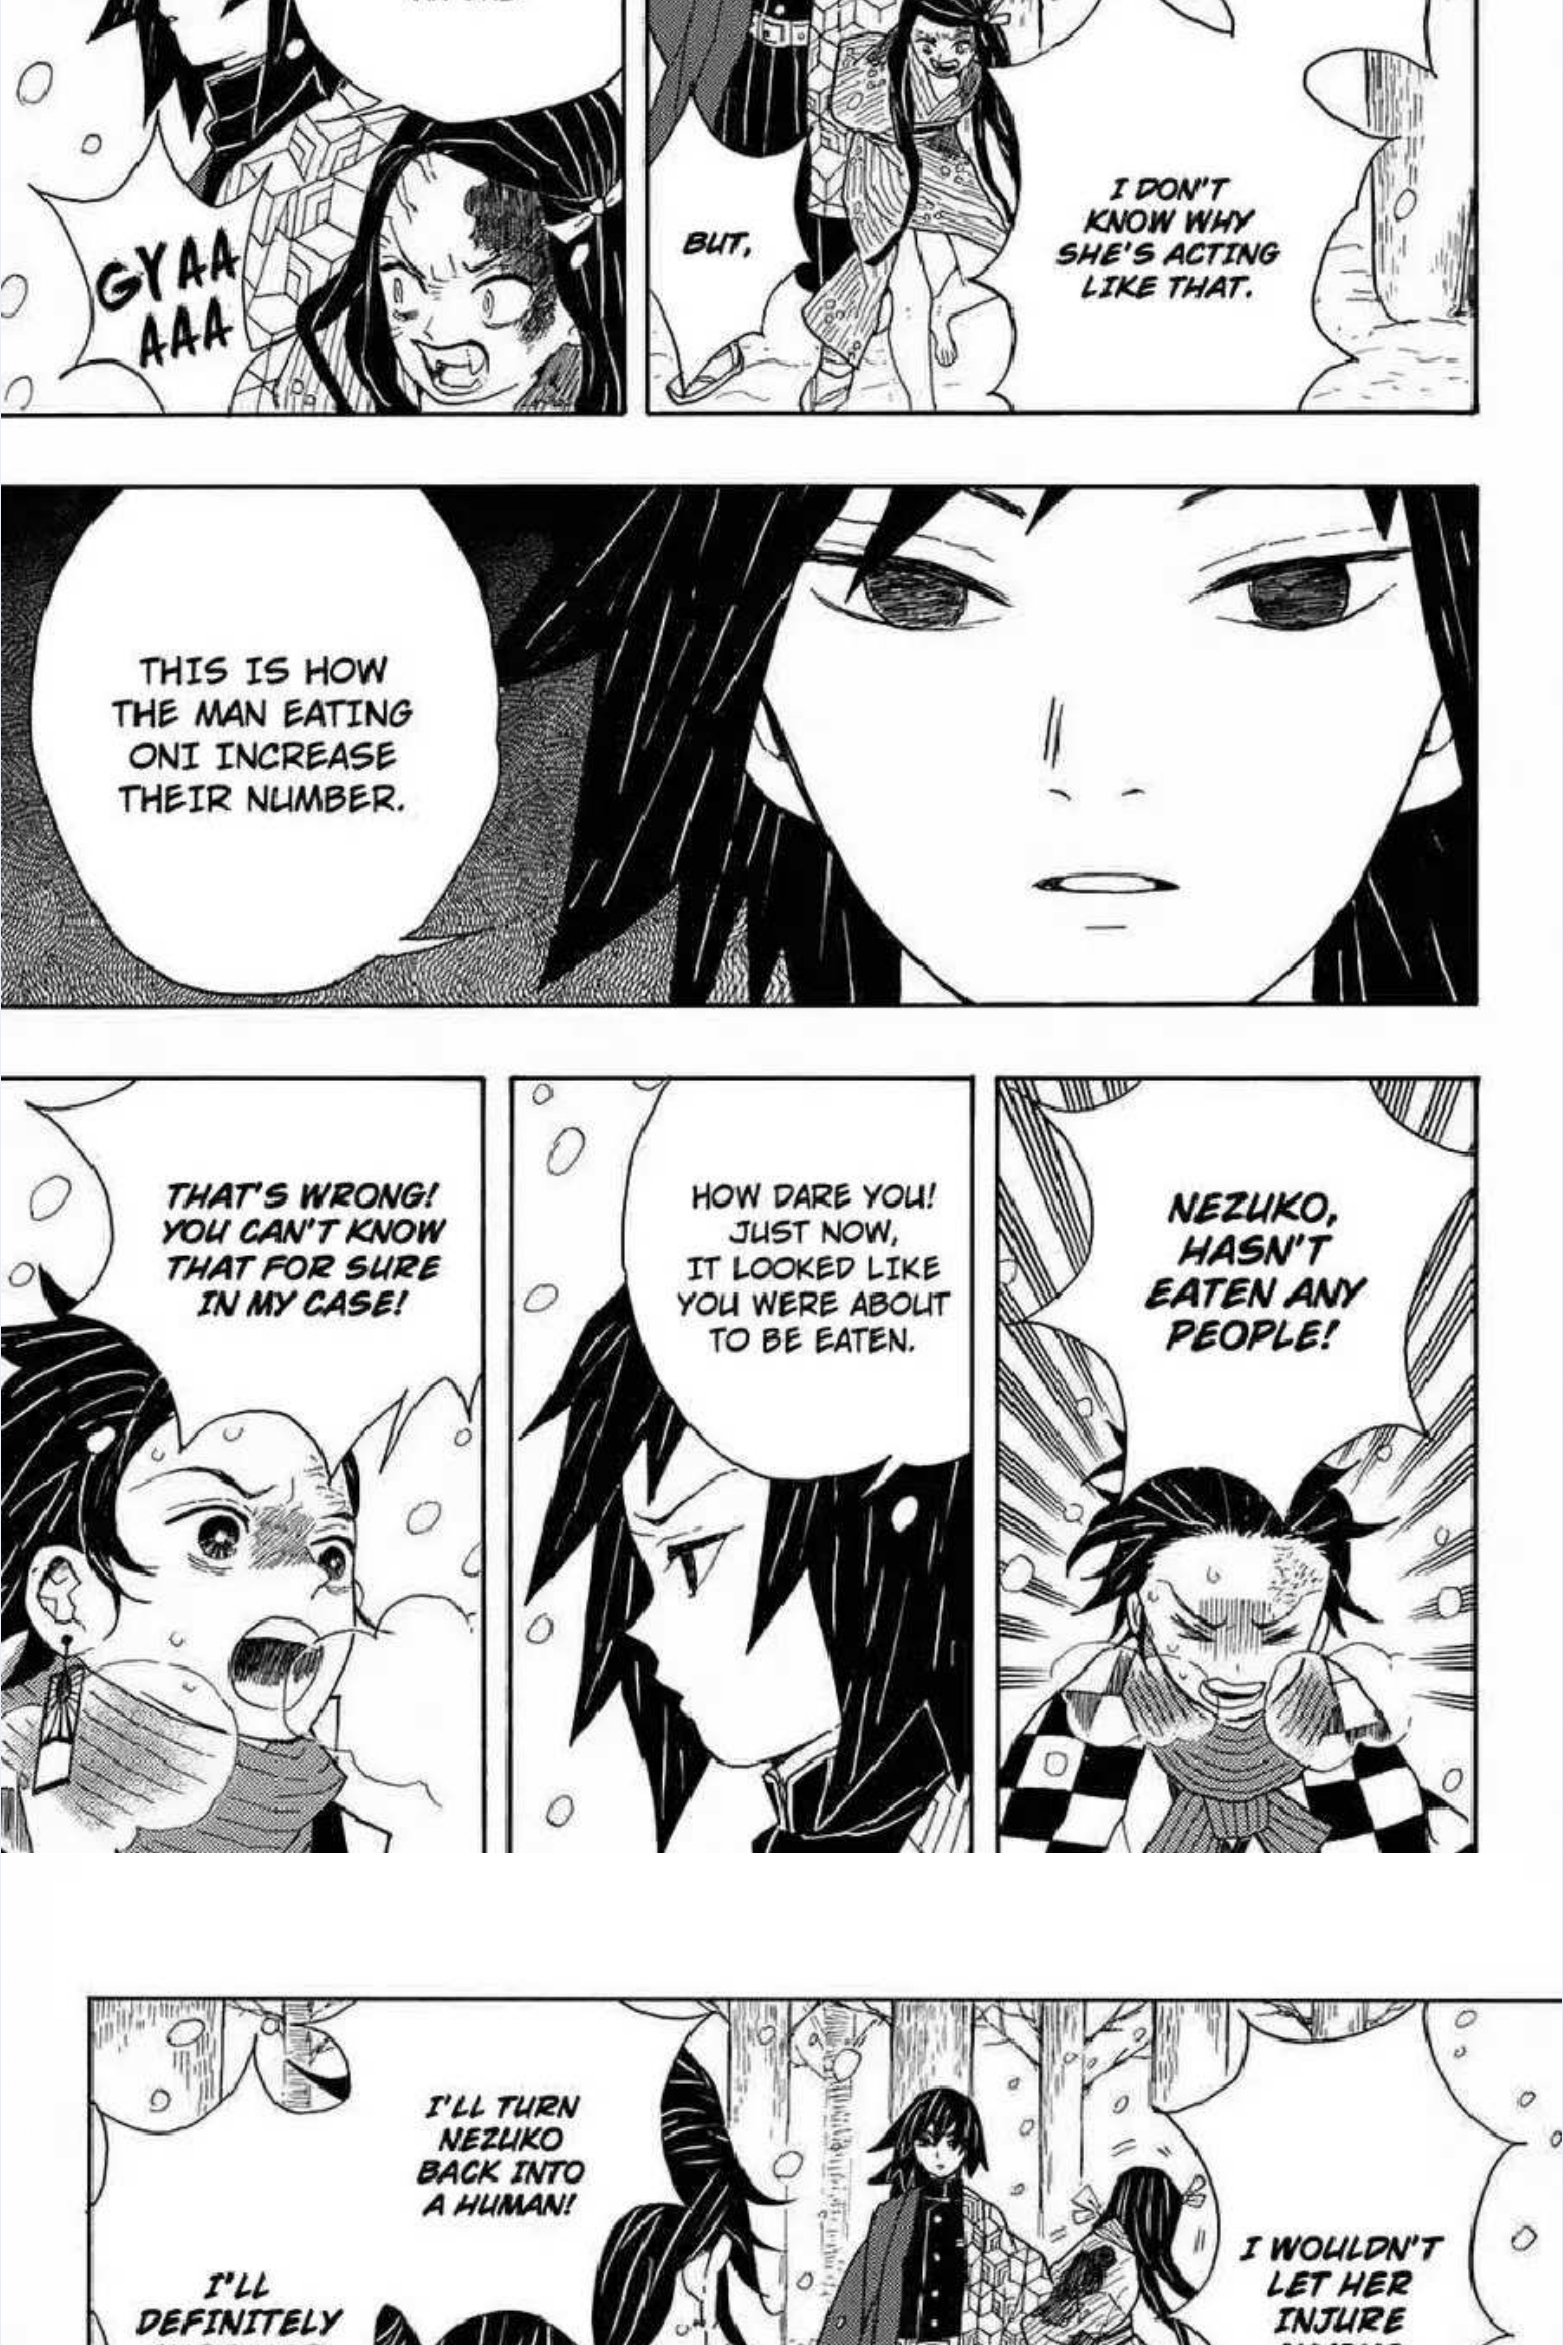 I DON'T
KNOW WHY
SHE'S ACTING
LIKE THAT.
BUT,
GYAA
AAA
THIS IS HOW
THE MAN EATING
ONI INCREASE
THEIR NUMBER.
NEZUKO,
HASN'T
EATEN ANY
PEOPLE!
HOW DARE YOU!
JUST NOW,
IT LOOKED LIKE
YOU WERE ABOUT
TO BE EATEN.
THAT'S WRONG!
YOU CAN'T KNOW
THAT FOR SURE
IN MY CASE!
I WOULDN'T
LET HER
INJURE
I'LL TURN
NEZUKO
BACK INTO
A HUMAN!
I'LL
DEFINITELY